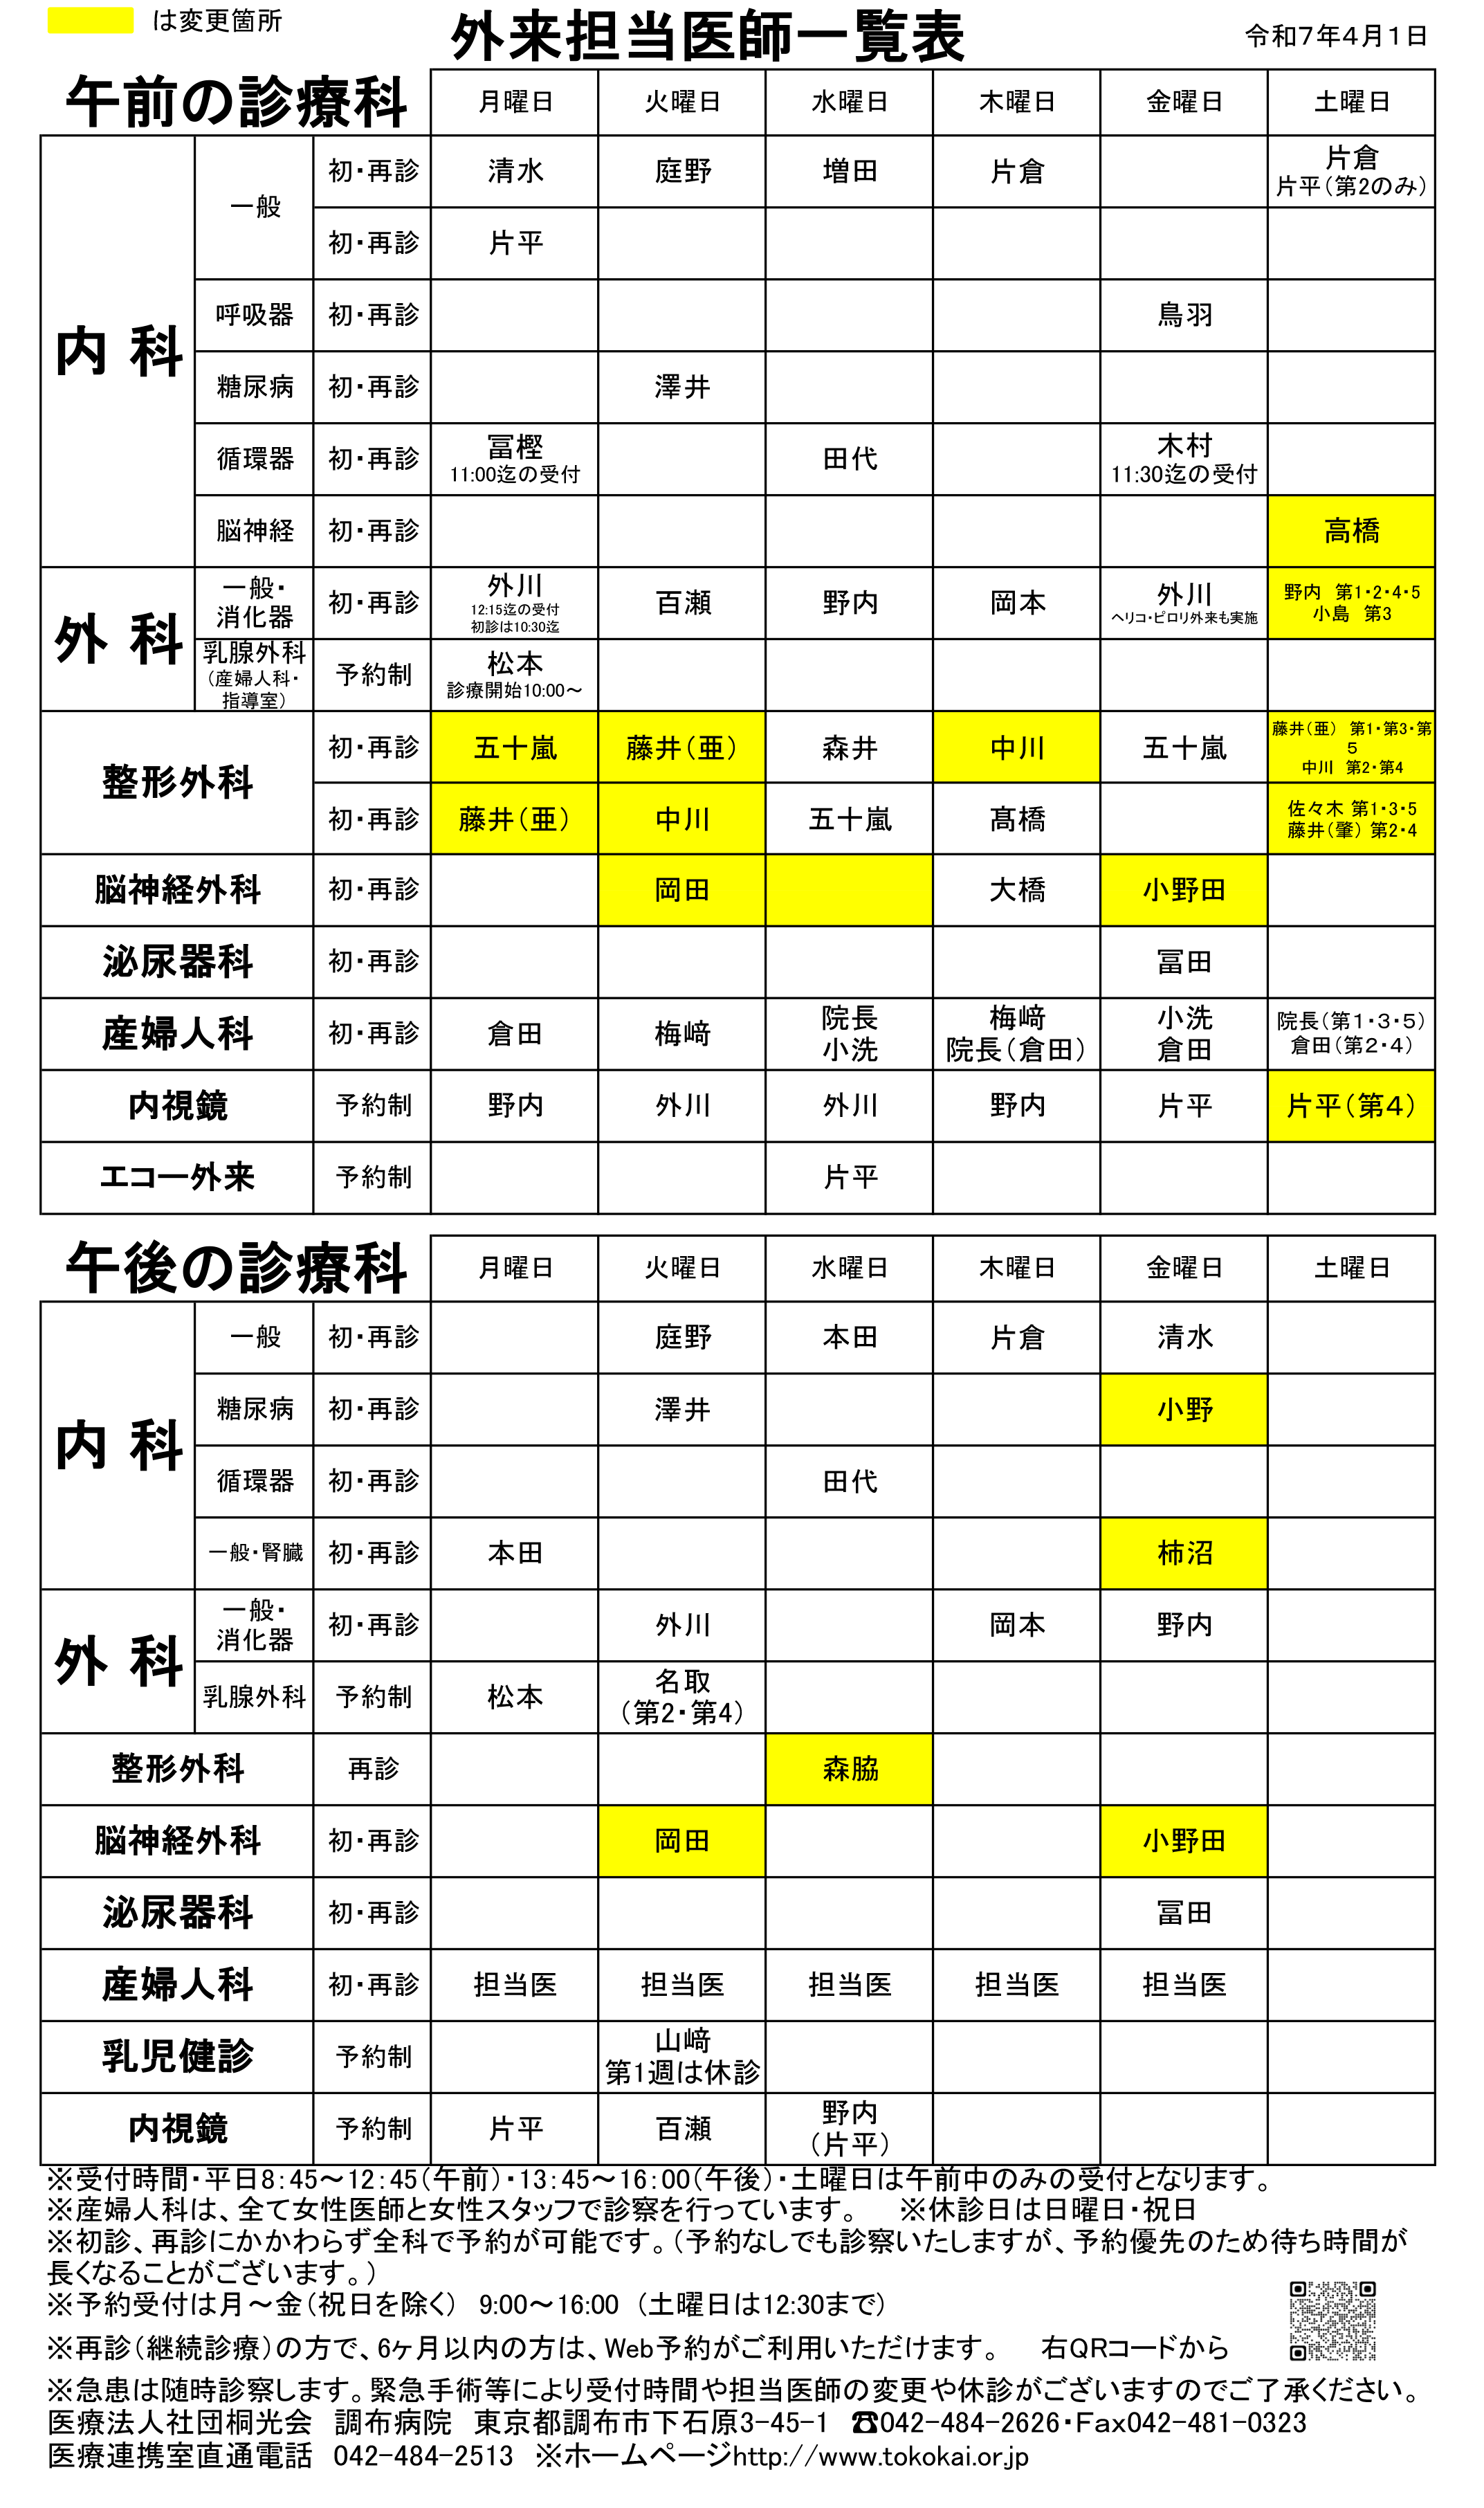 は変更箇所
外来担当医師一覧表
令和7年4月1日
午前の診療科 月曜日 火曜日 水曜日 木曜日 金曜日 土曜日
内科 一般 初・再診 清水 庭野 増田 片倉 片倉
片平（第2のみ）
初・再診 片平
呼吸器 初・再診 鳥羽
糖尿病 初・再診 澤井
循環器 初・再診 冨樫 田代 木村
11:00迄の受付 11:30迄の受付
脳神経 初・再診 高橋
外科 一般・
消化器 初・再診 外川 百瀬 野内 岡本 外川 野内 第1・2・4・5
12:15迄の受付 ヘリコ・ピロリ外来も実施 小島 第3
初診は10:30迄
乳腺外科
（産婦人科・
指導室） 予約制 松本
診療開始10:00～
整形外科 初・再診 五十嵐 藤井（亜） 森井 中川 五十嵐 藤井（亜） 第1・第3・第
5
中川 第2・第4
初・再診 藤井（亜） 中川 五十嵐 髙橋 佐々木 第1・3・5
藤井（肇） 第2・4
脳神経外科 初・再診 岡田 大橋 小野田
泌尿器科 初・再診 冨田
産婦人科 初・再診 倉田 梅﨑 院長 梅﨑 小洗 院長（第1・3・5）
小洗 院長（倉田） 倉田 倉田（第2・4）
内視鏡 予約制 野内 外川 外川 野内 片平 片平（第4）
エコー外来 予約制 片平
午後の診療科 月曜日 火曜日 水曜日 木曜日 金曜日 土曜日
内科 一般 初・再診 庭野 本田 片倉 清水
糖尿病 初・再診 澤井 小野
循環器 初・再診 田代
一般・腎臓 初・再診 本田 柿沼
外科 一般・
消化器 初・再診 外川 岡本 野内
乳腺外科 予約制 松本 名取
（第2・第4）
整形外科 再診 森脇
脳神経外科 初・再診 岡田 小野田
泌尿器科 初・再診 冨田
産婦人科 初・再診 担当医 担当医 担当医 担当医 担当医
乳児健診 予約制 山﨑
第1週は休診
内視鏡 予約制 片平 百瀬 野内
（片平）
※受付時間・平日8:45～12:45（午前）・13:45～16:00（午後）・土曜日は午前中のみの受付となります。
※産婦人科は、全て女性医師と女性スタッフで診察を行っています。 ※休診日は日曜日・祝日
※初診、再診にかかわらず全科で予約が可能です。（予約なしでも診察いたしますが、予約優先のため待ち時間が
長くなることがございます。）
※予約受付は月～金（祝日を除く） 9:00～16:00 （土曜日は12:30まで）
※再診（継続診療）の方で、6ヶ月以内の方は、Web予約がご利用いただけます。 右QRコードから
※急患は随時診察します。緊急手術等により受付時間や担当医師の変更や休診がございますのでご了承ください。
医療法人社団桐光会 調布病院 東京都調布市下石原3-45-1 ☎042-484-2626・Fax042-481-0323
医療連携室直通電話 042-484-2513 ※ホームページhttp://www.tokokai.or.jp